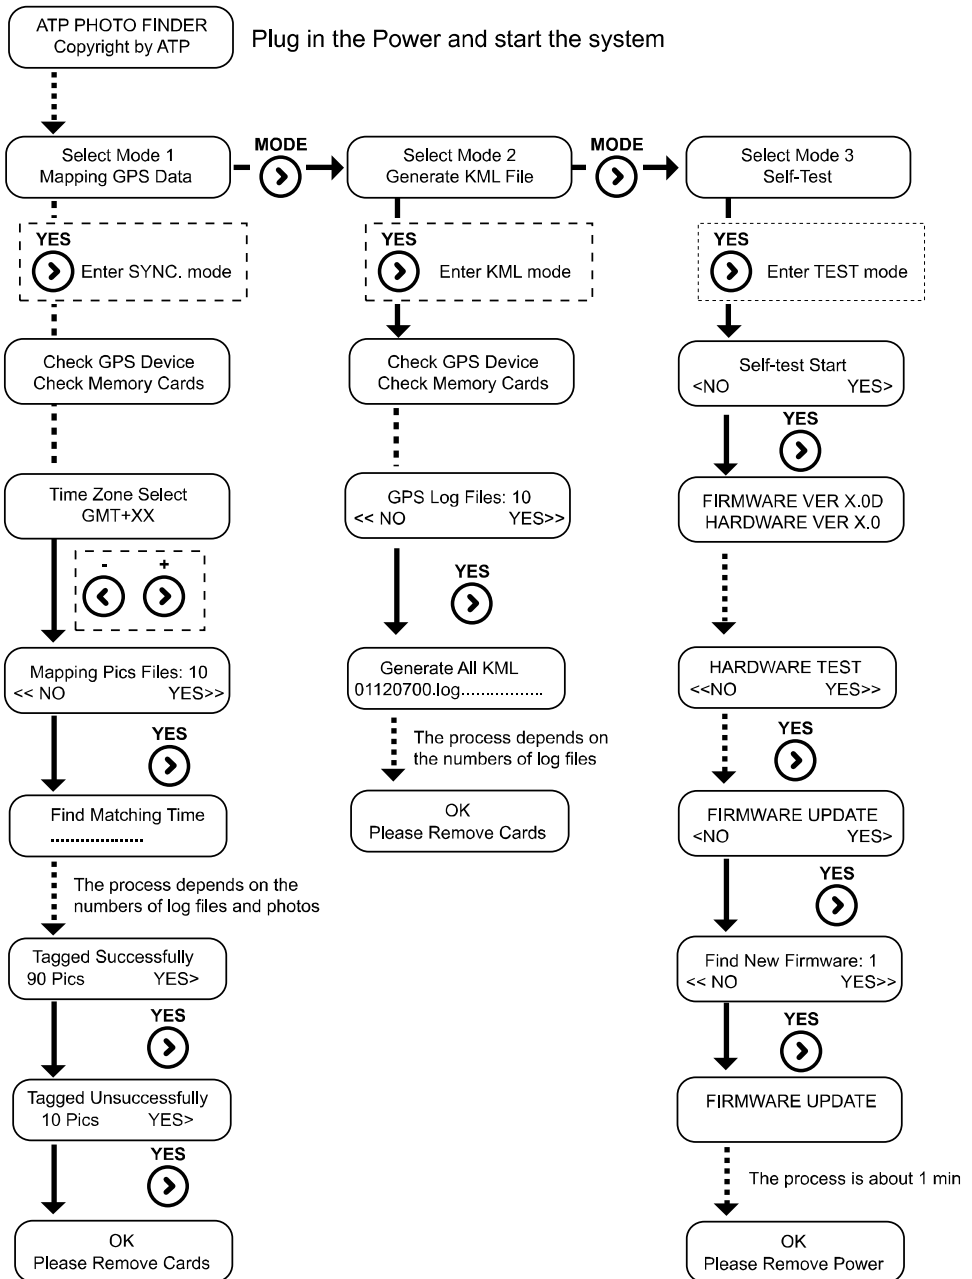 ATP PHOTO FINDER
Copyright by ATP
Plug in the Power and start the system
Select Mode 1
Mapping GPS Data
MODE
Select Mode 2
Generate KML File
MODE
Select Mode 3
Self-Test
YES
Enter SYNC. mode
YES
Enter KML mode
YES
Enter TEST mode
Check GPS Device
Check Memory Cards
Check GPS Device
Check Memory Cards
Self-test Start
<NO YES>
YES
Time Zone Select
GMT+XX
GPS Log Files: 10
<< NO YES>>
FIRMWARE VER X.0D
HARDWARE VER X.0
- +
YES
Mapping Pics Files: 10
<< NO YES>>
Generate All KML
01120700.log.................
HARDWARE TEST
<<NO YES>>
YES
The process depends on
the numbers of log files
YES
Find Matching Time
...................
OK
Please Remove Cards
FIRMWARE UPDATE
<NO YES>
YES
The process depends on the
numbers of log files and photos
Tagged Successfully
90 Pics YES>
Find New Firmware: 1
<< NO YES>>
YES
YES
Tagged Unsuccessfully
10 Pics YES>
FIRMWARE UPDATE
YES
The process is about 1 min
OK
Please Remove Cards
OK
Please Remove Power